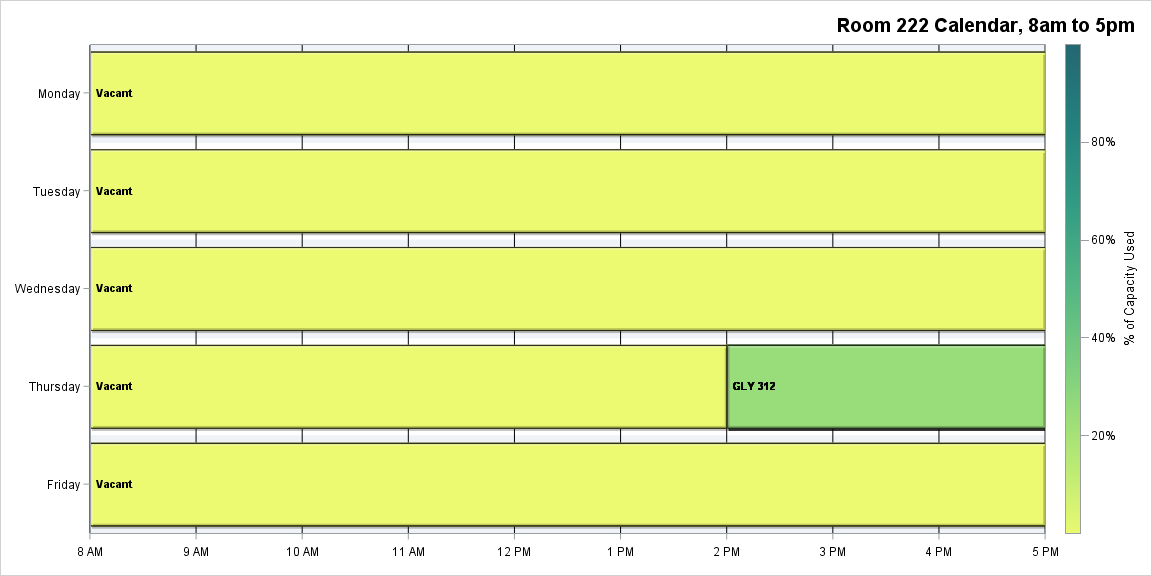 Room 222 Calendar, 8am to 5pm
Monday
Vacant
80%
Tuesday
Vacant
60%
% of Capacity Used
Wednesday
Vacant
40%
Thursday
Vacant
GLY 312
20%
Friday
Vacant
8 AM 9 AM 10 AM 11 AM 12 PM 1 PM 2 PM 3 PM 4 PM 5 PM